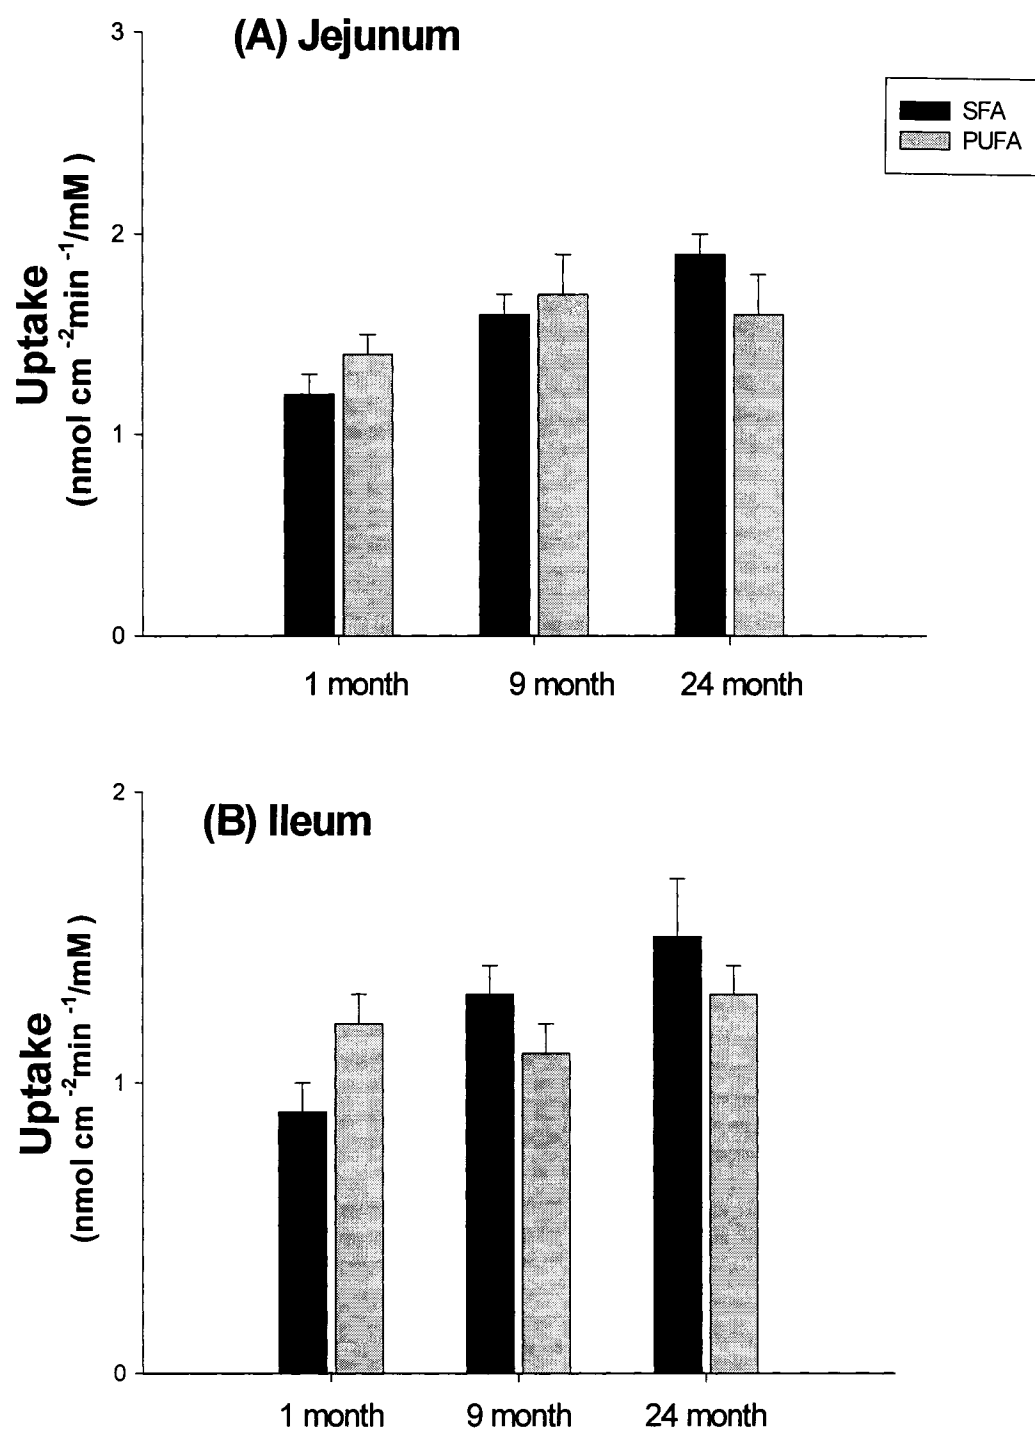 (A) Jejunum
SFA
PUFA
3
2
1
0
Uptake
(nmol cm -2min -1/mM )
1 month
9 month
24 month
(B) Ileum
2
1
0
Uptake
(nmol cm -2min -1/mM )
1 month
9 month
24 month